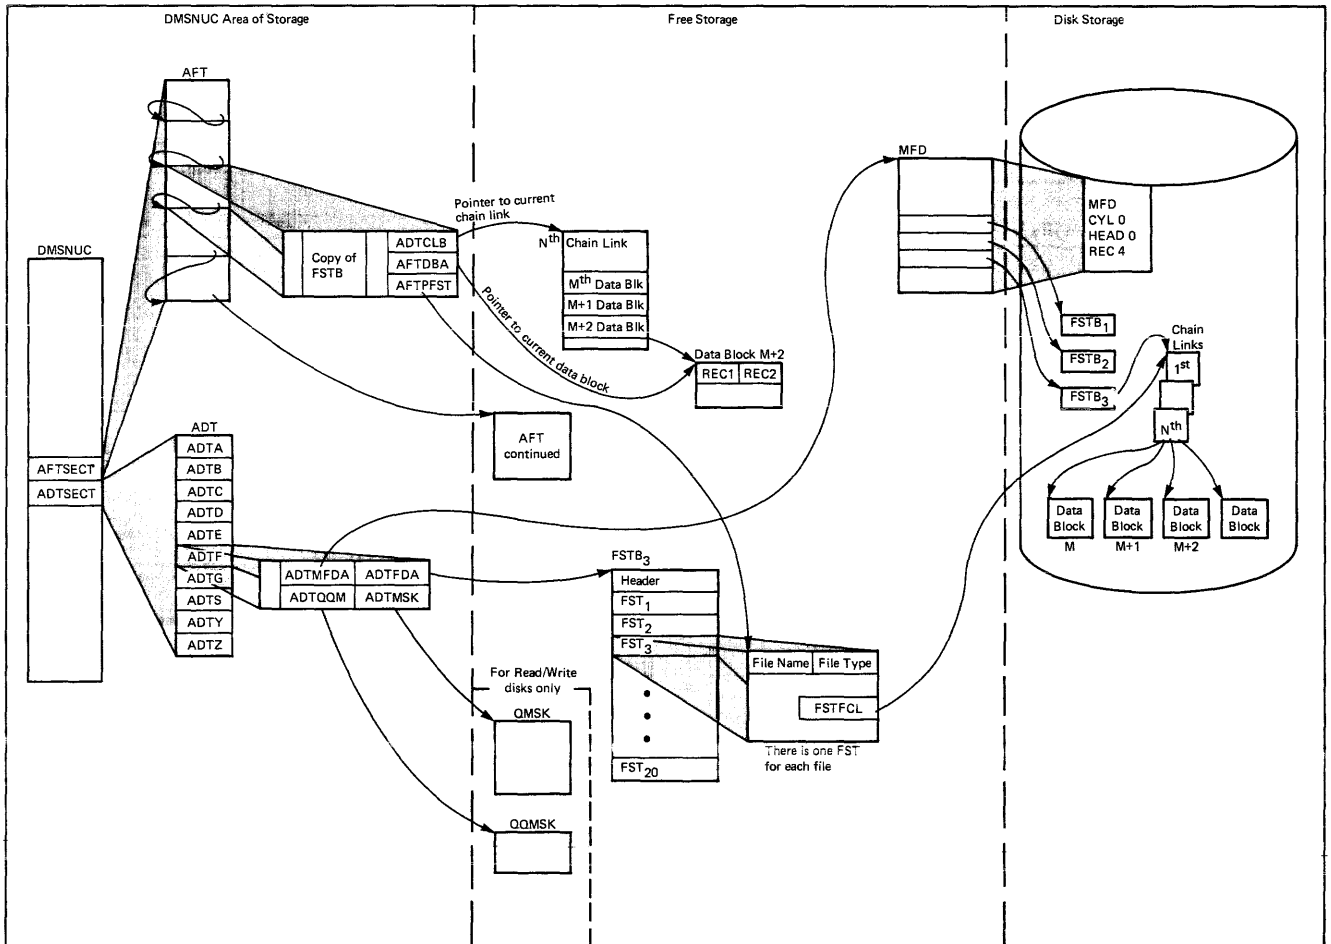 DMSNUC Area of Storage
Free Storage
Disk Storage
AFT
DMSNUC
AFTSECT
ADTSECT
Copy of
FSTB
ADTCLB
AFTDBA
AFTPFST
Pointer to current
chain link
Pointer to current data block
Nth Chain Link
Mth Data Blk
M+1 Data Blk
M+2 Data Blk
Data Block M+2
REC1 REC2
AFT
continued
ADT
ADTA
ADTB
ADTC
ADTD
ADTE
ADTF
ADTG
ADTS
ADTY
ADTZ
ADTMFDA ADTFDA
ADTQQM ADTMSK
For Read/Write
disks only
QMSK
QQMSK
FSTB3
Header
FST1
FST2
FST3
FST20
File Name File Type
FSTFCL
There is one FST
for each file
MFD
MFD
CYL 0
HEAD 0
REC 4
FSTB1
FSTB2
FSTB3
Chain
Links
1st
Nth
Data
Block
M
Data
Block
M+1
Data
Block
M+2
Data
Block